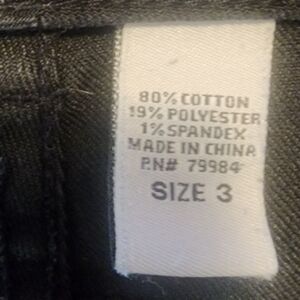 80% COTTON
19% POLYESTER
1% SPANDEX
MADE IN CHINA
P.N# 79984
SIZE 3